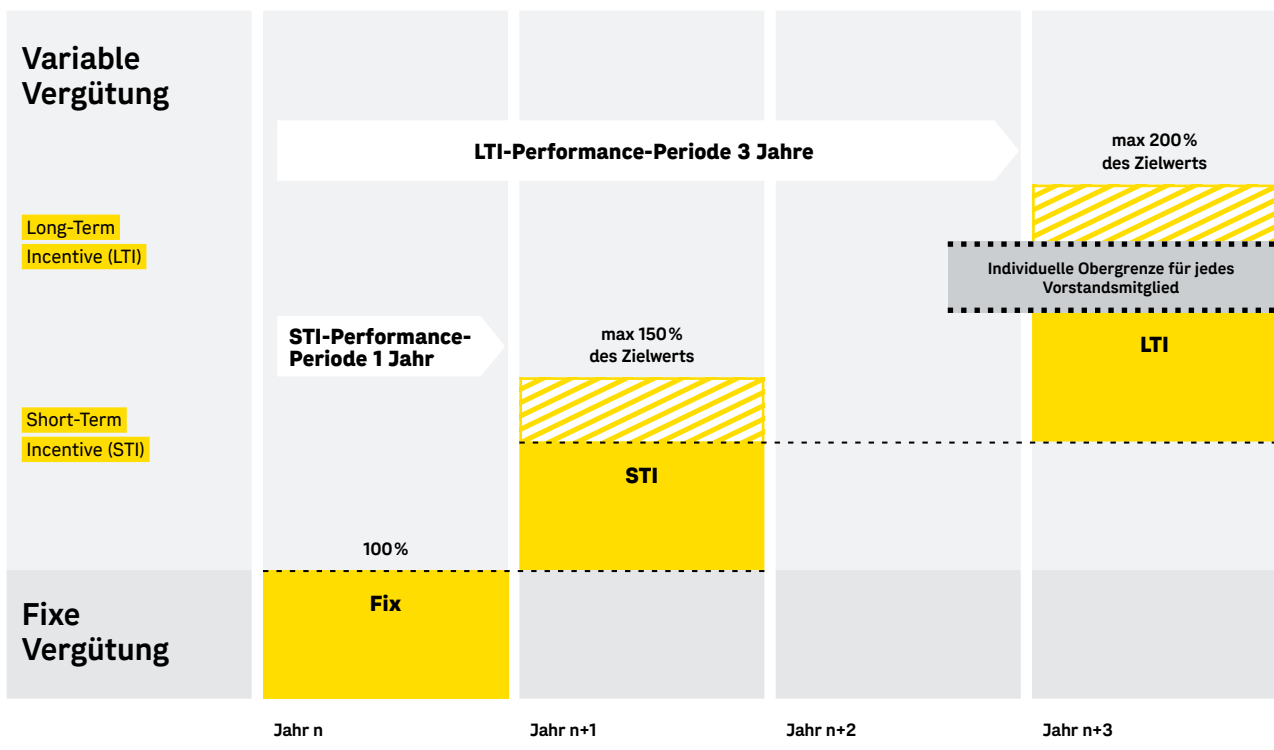 Variable
Vergütung
LTI-Performance-Periode 3 Jahre
max 200 %
des Zielwerts
Long-Term
Incentive (LTI)
Individuelle Obergrenze für jedes
Vorstandsmitglied
STI-Performance-
Periode 1 Jahr
max 150 %
des Zielwerts
LTI
Short-Term
Incentive (STI)
STI
100 %
Fix
Fixe
Vergütung
Jahr n
Jahr n+1
Jahr n+2
Jahr n+3